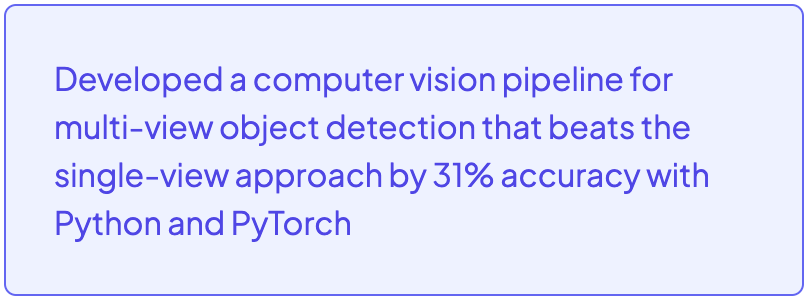 Developed a computer vision pipeline for
multi-view object detection that beats the
single-view approach by 31% accuracy with
Python and PyTorch